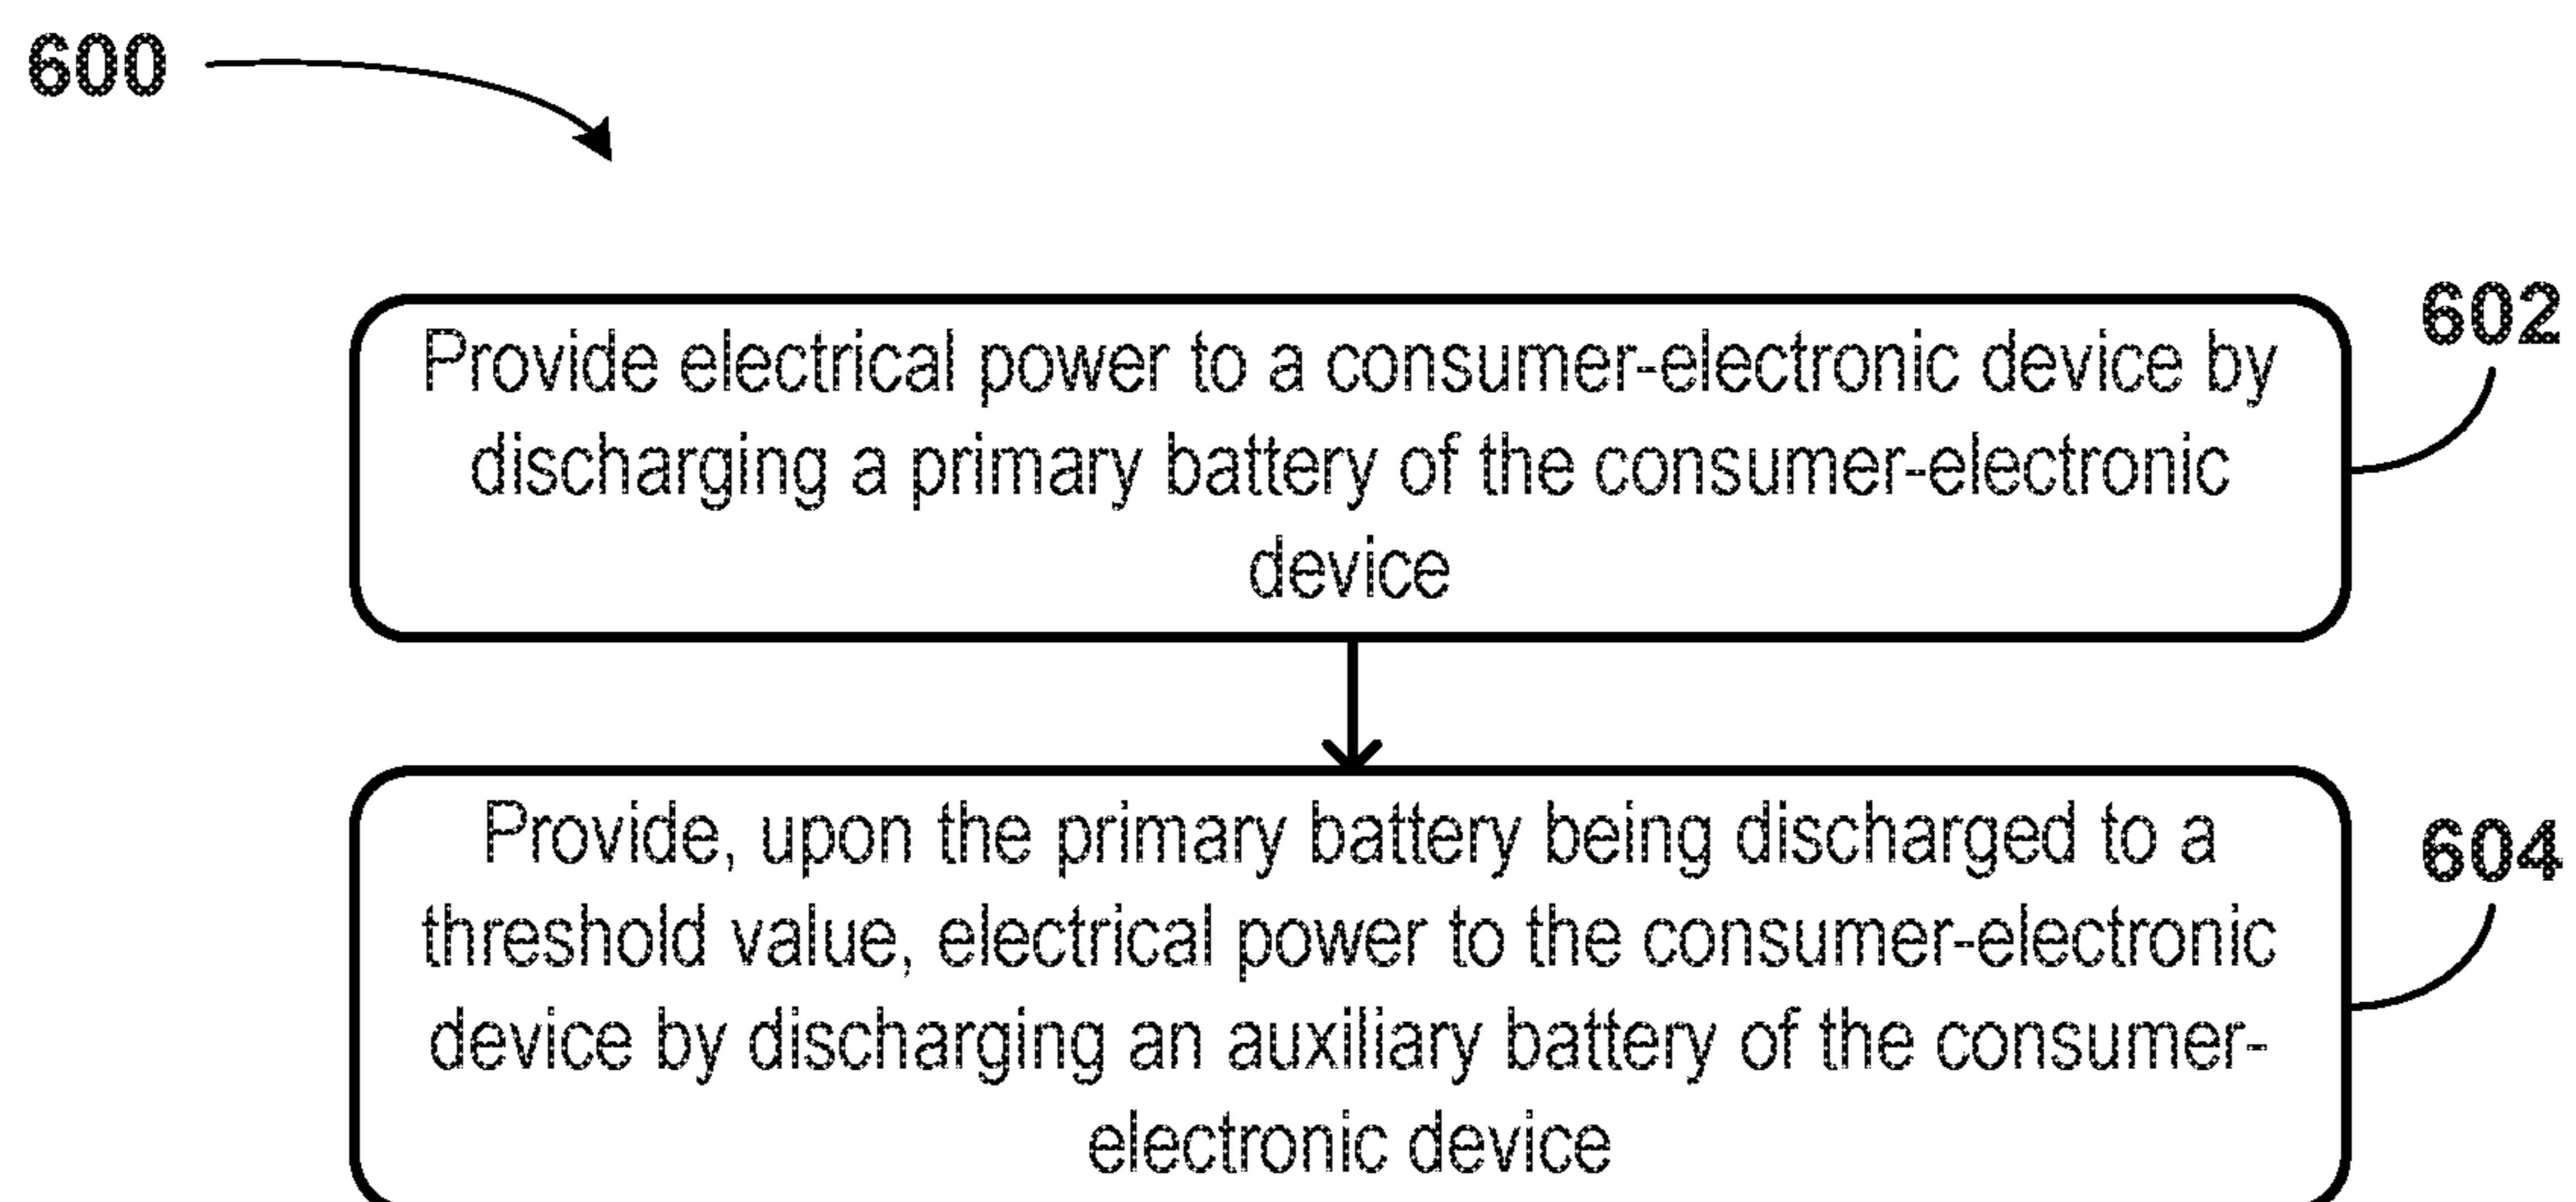 600
602
Provide electrical power to a consumer-electronic device by
discharging a primary battery of the consumer-electronic
device
604
Provide, upon the primary battery being discharged to a
threshold value, electrical power to the consumer-electronic
device by discharging an auxiliary battery of the consumer-
electronic device